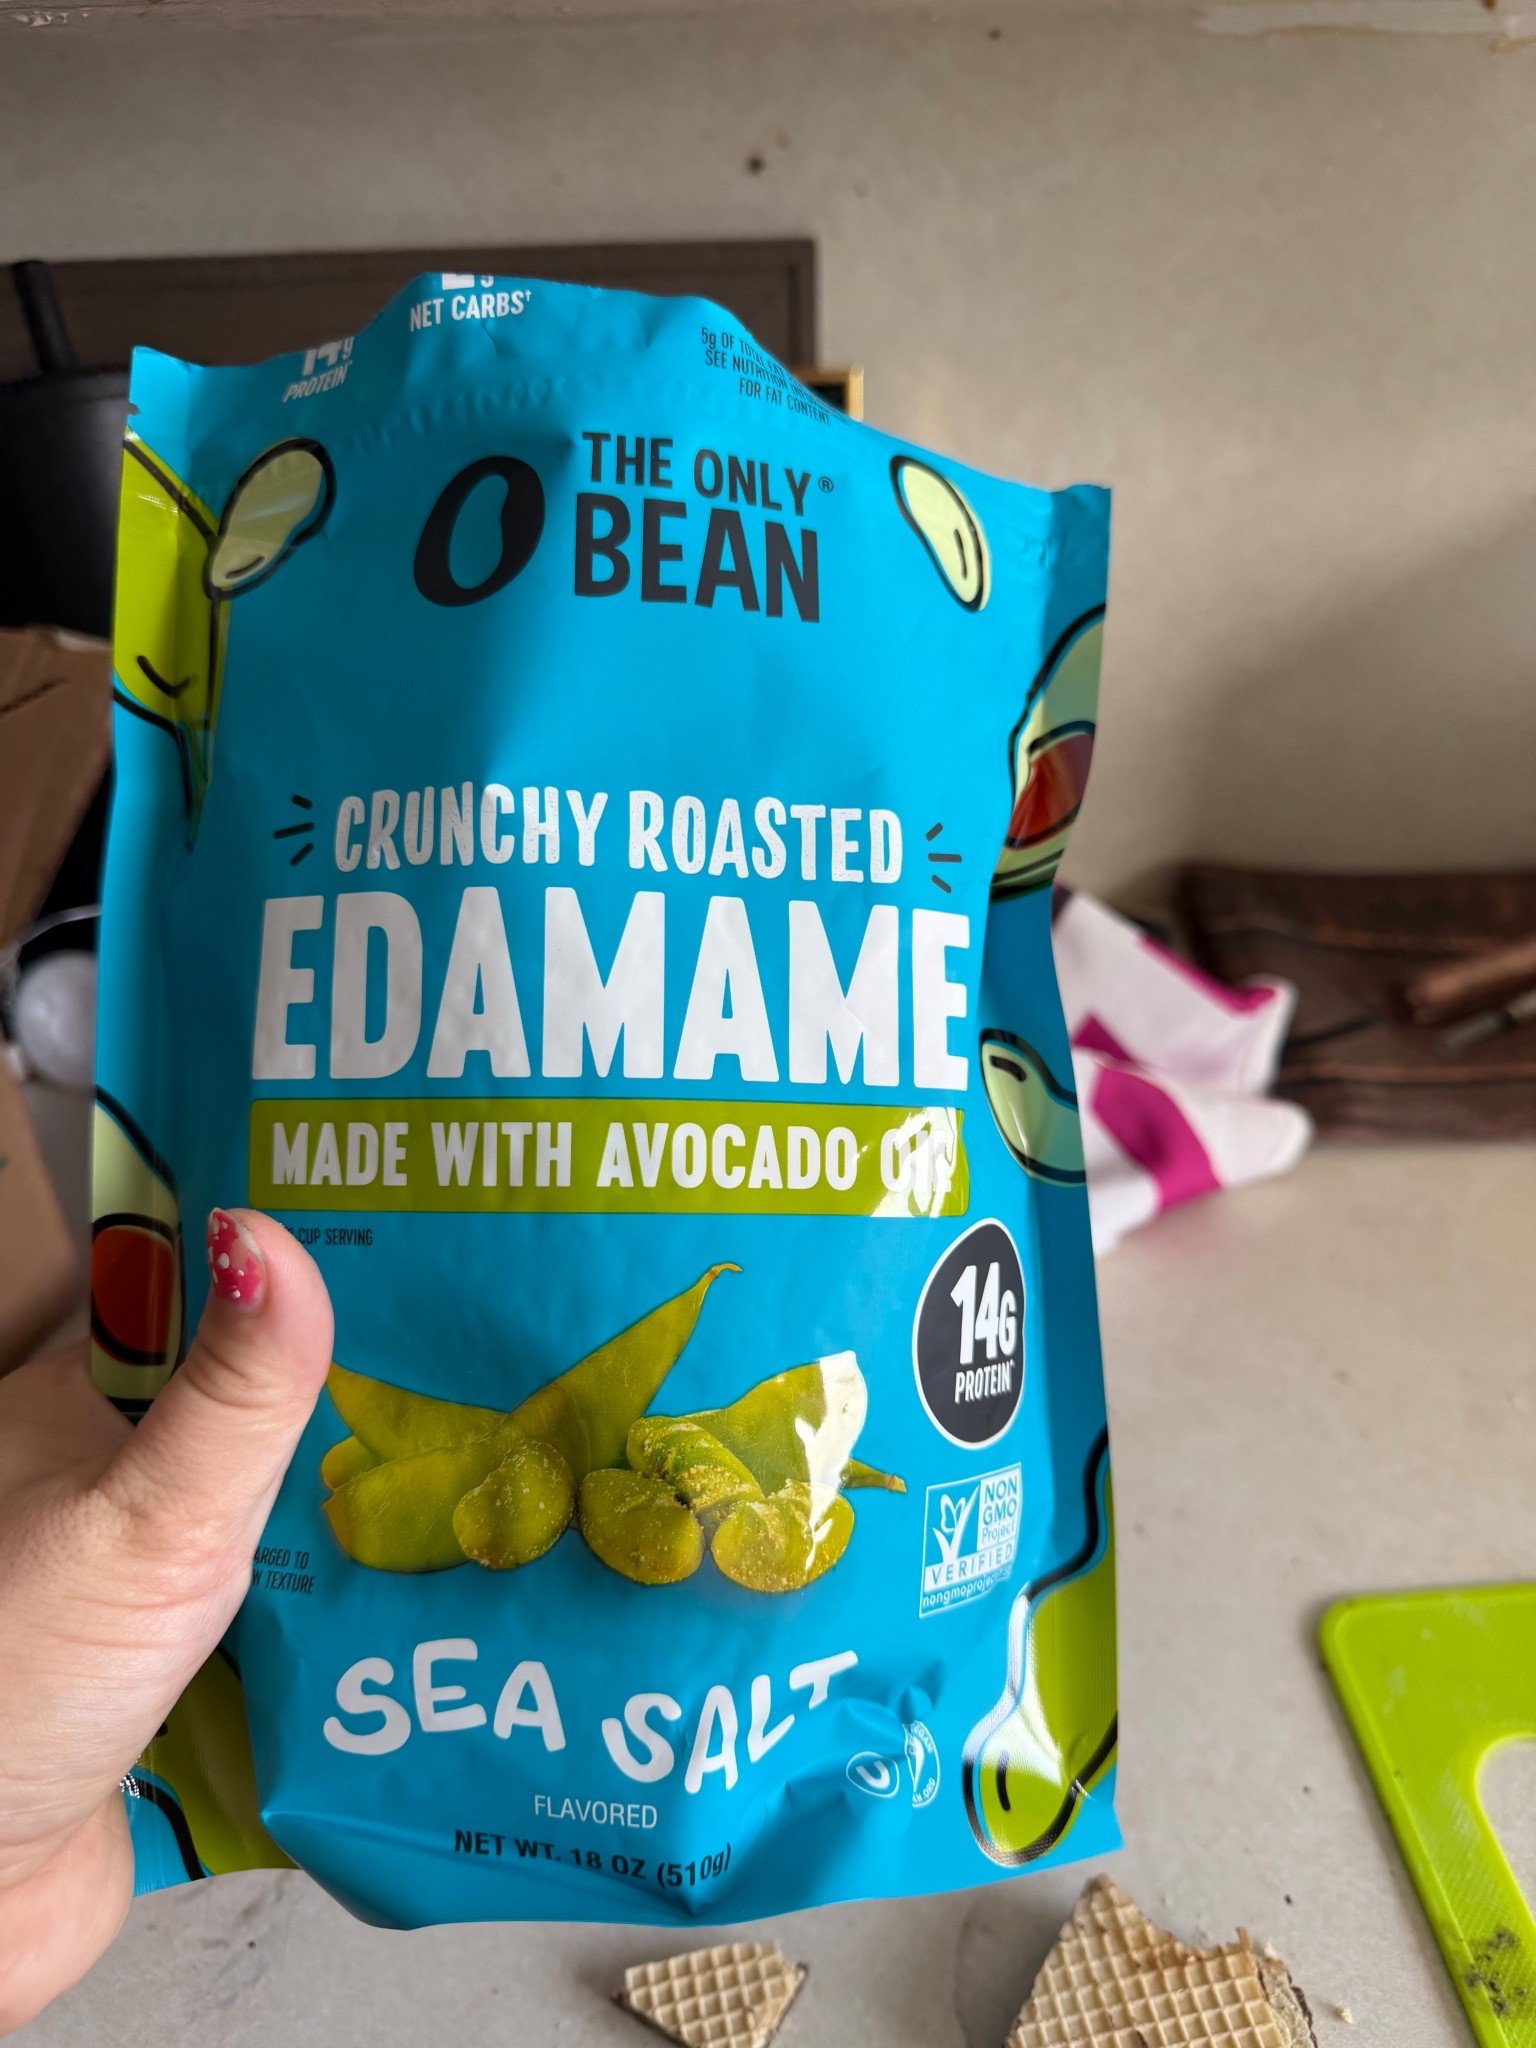 NET CARBS†
PROTEIN*
5g OF TOTAL FAT
SEE NUTRITION
FOR FAT CONTENT
THE ONLY®
BEAN
CRUNCHY ROASTED
EDAMAME
MADE WITH AVOCADO OIL
CUP SERVING
14G
PROTEIN*
NON
GMO
Project
VERIFIED
TEXTURE
SEA SALT
U
FLAVORED
NET WT. 18 OZ (510g)